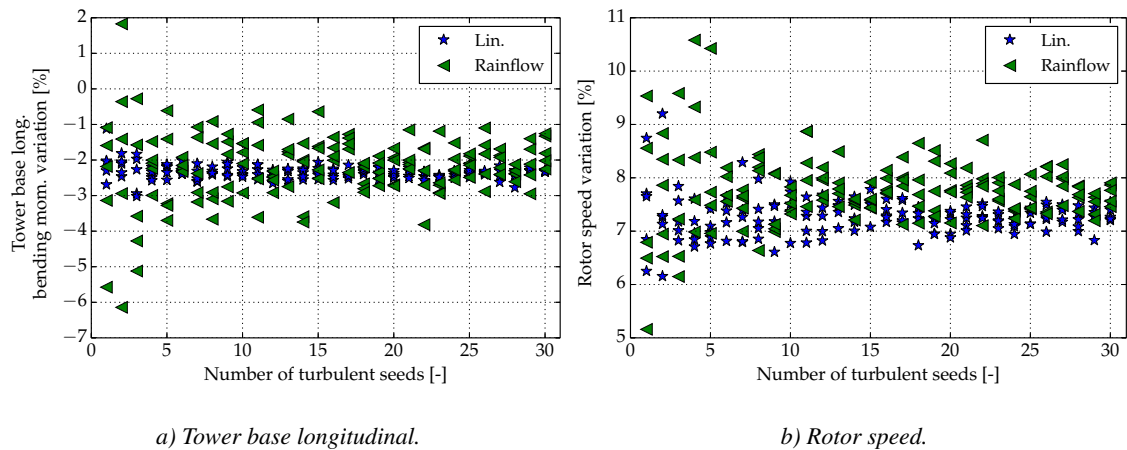 Tower base long.
bending mom. variation [%]
2
1
0
−1
−2
−3
−4
−5
−6
−7
Lin.
Rainflow
0 5 10 15 20 25 30
Number of turbulent seeds [-]
Rotor speed variation [%]
11
10
9
8
7
6
5
Lin.
Rainflow
0 5 10 15 20 25 30
Number of turbulent seeds [-]
a) Tower base longitudinal.
b) Rotor speed.